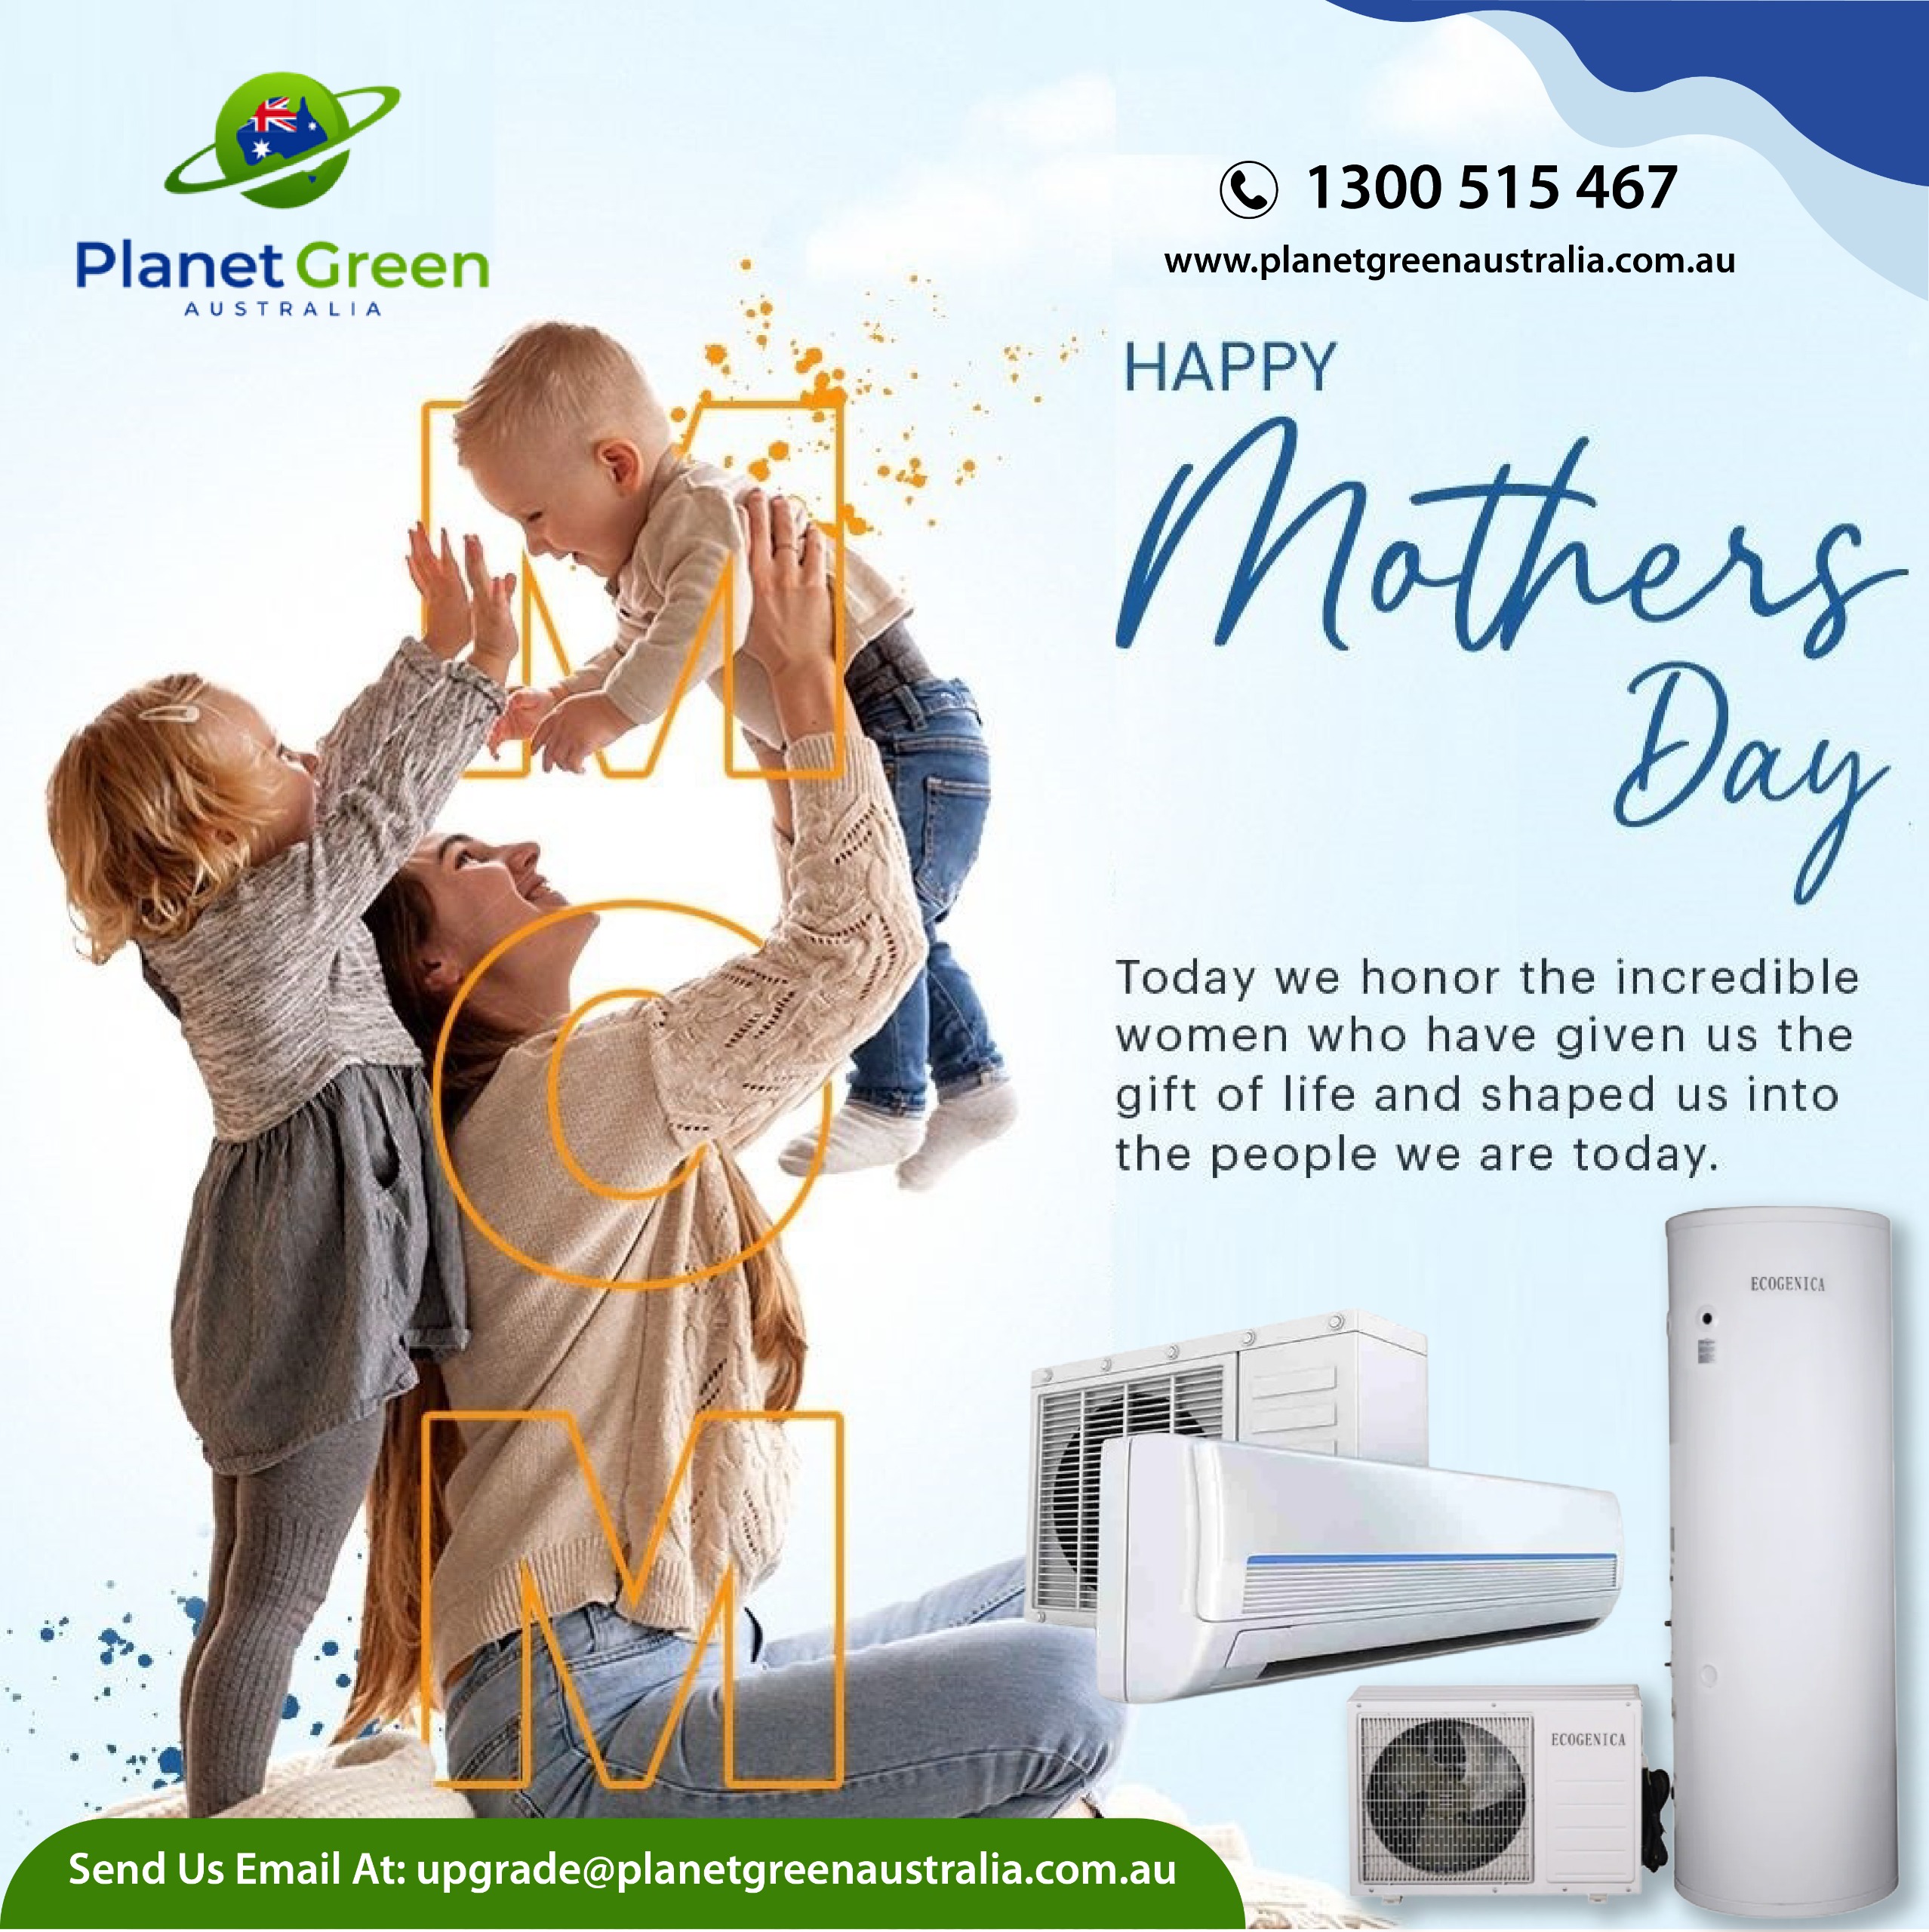 Planet Green
AUSTRALIA
1300 515 467
www.planetgreenaustralia.com.au
HAPPY
Mothers
Day
M
O
M
Today we honor the incredible
women who have given us the
gift of life and shaped us into
the people we are today.
ECOGENICA
ECOGENICA
Send Us Email At: upgrade@planetgreenaustralia.com.au